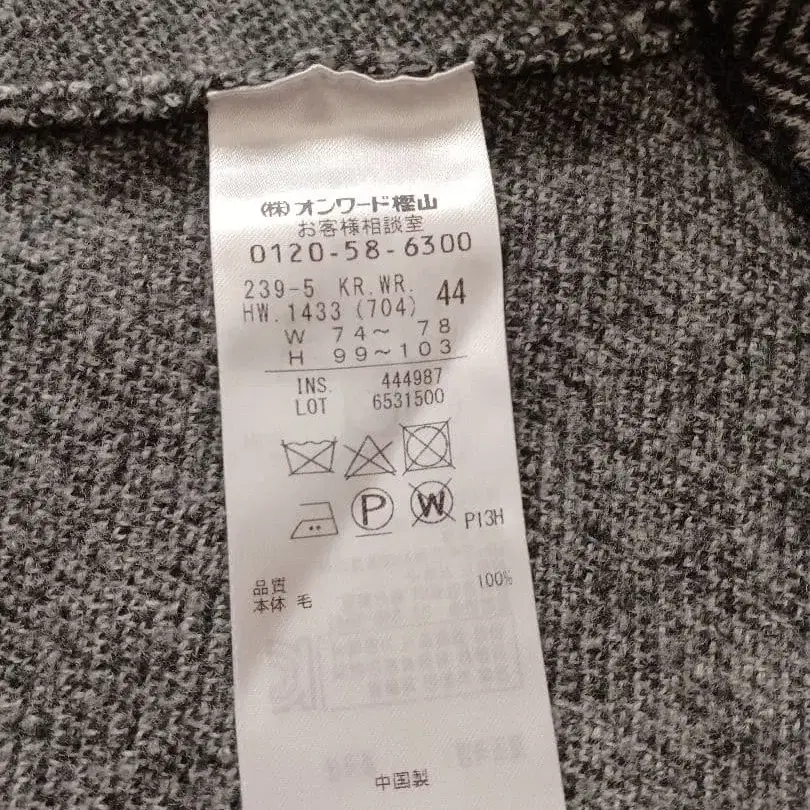 (株)オンワード樫山
お客様相談室
0120-58-6300
239-5 KR.WR. 44
HW.1433 (704)
W 74～ 78
H 99～103
INS. 444987
LOT 6531500
P W P13H
品質
本体 毛 100%
中国製